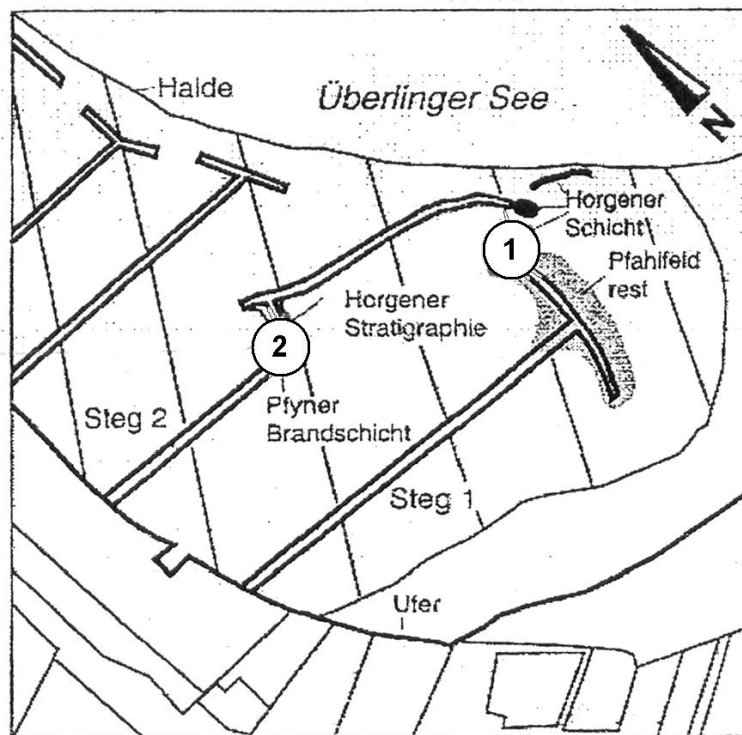 Halde
Überlinger See
N
Horgener
Schicht
1
Pfahlfeld
rest
Horgener
Stratigraphie
2
Pfyner
Brandschicht
Steg 2
Steg 1
Ufer